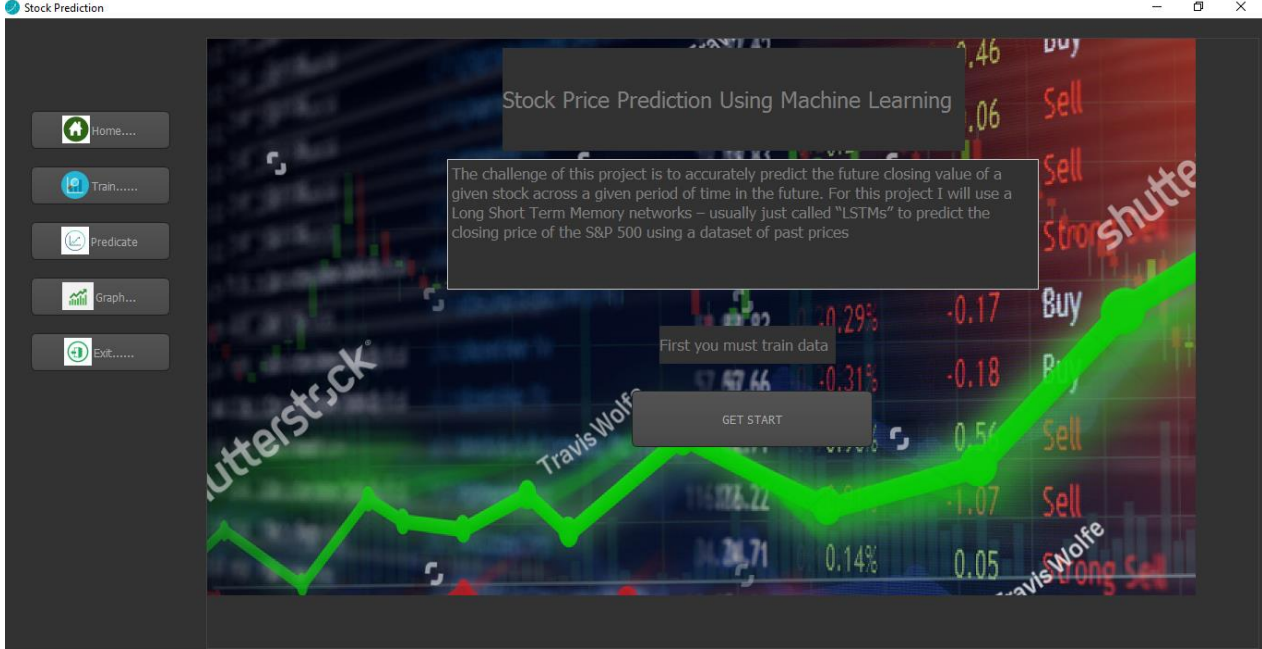 Stock Prediction
Home....
Train......
Predicate
Graph...
Exit......
Stock Price Prediction Using Machine Learning
The challenge of this project is to accurately predict the future closing value of a
given stock across a given period of time in the future. For this project I will use a
Long Short Term Memory networks – usually just called “LSTMs” to predict the
closing price of the S&P 500 using a dataset of past prices
First you must train data
GET START
.46 Buy
.06 Sell
Sell
Strong
-0.29% -0.17 Buy
-0.31% -0.18
0.56 Sell
-1.07 Sell
0.14% 0.05 Strong Sell
shutte
utterstock
Travis Wolfe
Travis Wolfe